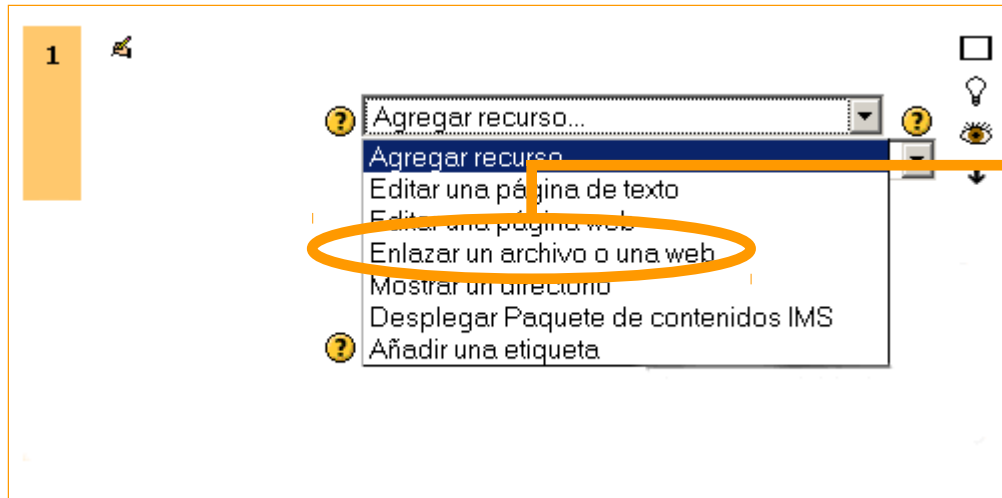 1
Agregar recurso...
Agregar recurso...
Editar una página de texto
Editar una página web
Enlazar un archivo o una web
Mostrar un directorio
Desplegar Paquete de contenidos IMS
Añadir una etiqueta